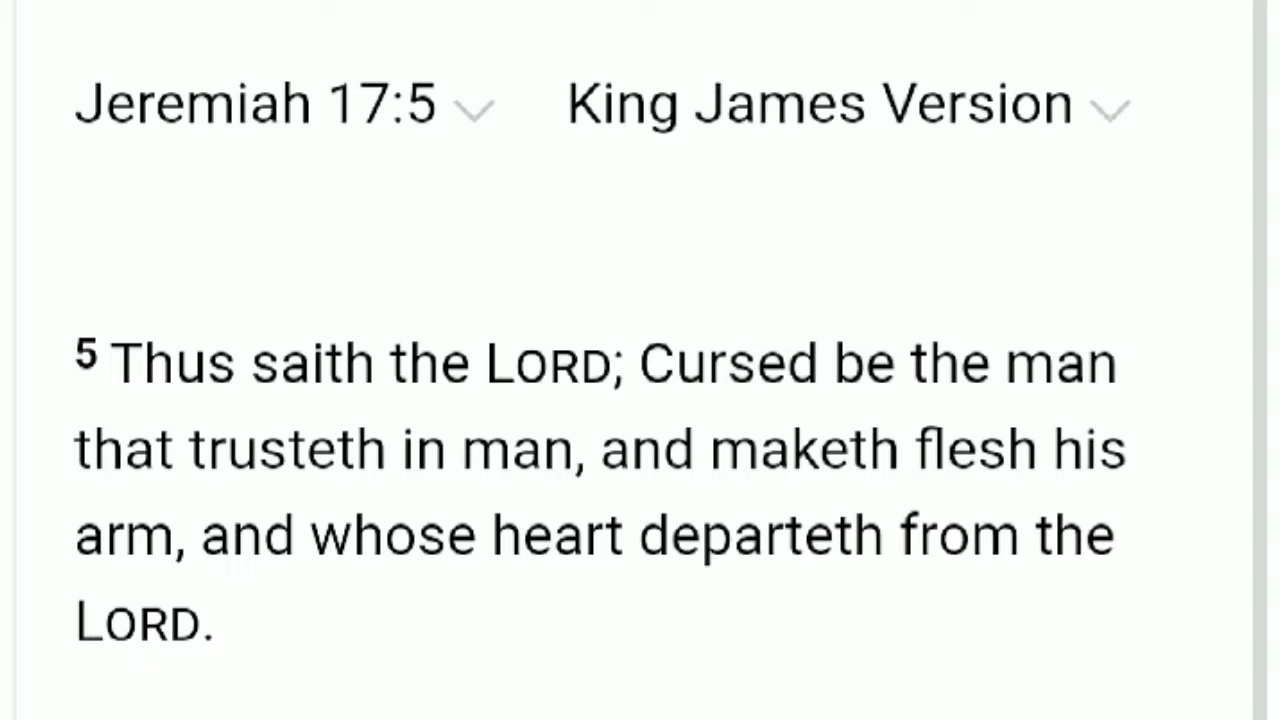 Jeremiah 17:5 King James Version
5 Thus saith the LORD; Cursed be the man
that trusteth in man, and maketh flesh his
arm, and whose heart departeth from the
LORD.